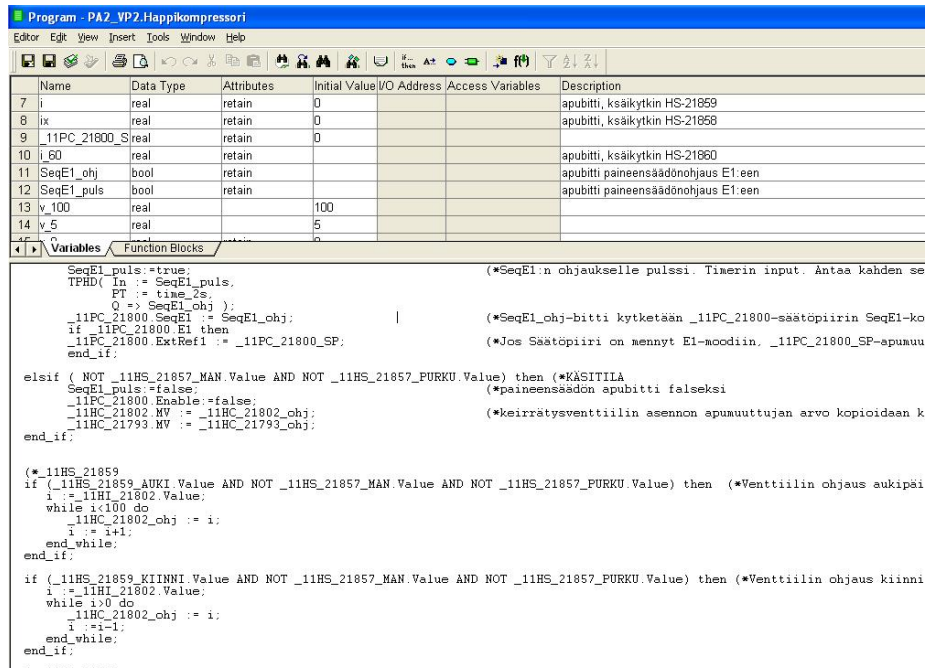 Program - PA2_VP2.Happikompressori
Editor Edit View Insert Tools Window Help
Name Data Type Attributes Initial Value I/O Address Access Variables Description
7 i real retain 0 apubitti, ksäikytkin HS-21859
8 ix real retain 0 apubitti, ksäikytkin HS-21858
9 _11PC_21800_S real retain 0
10 i_60 real retain apubitti, ksäikytkin HS-21860
11 SeqE1_ohj bool retain apubitti paineensäädönohjaus E1:een
12 SeqE1_puls bool retain apubitti paineensäädönohjaus E1:een
13 v_100 real 100
14 v_5 real 5
Variables Function Blocks
SeqE1_puls:=true; (*SeqE1:n ohjaukselle pulssi. Timerin input. Antaa kahden se
TPHD( In := SeqE1_puls,
PT := time_2s,
Q => SeqE1_ohj );
_11PC_21800.SeqE1 := SeqE1_ohj; (*SeqE1_ohj-bitti kytketään _11PC_21800-säätöpiirin SeqE1-ko
if _11PC_21800.E1 then
_11PC_21800.ExtRef1 := _11PC_21800_SP; (*Jos Säätöpiiri on mennyt E1-moodiin, _11PC_21800_SP-apumuu
end_if;
elsif ( NOT _11HS_21857_MAN.Value AND NOT _11HS_21857_PURKU.Value) then (*KÄSITILA
SeqE1_puls:=false; (*paineensäädön apubitti falseksi
_11PC_21800.Enable:=false;
_11HC_21802.MV := _11HC_21802_ohj; (*keirrätysventtiilin asennon apumuuttujan arvo kopioidaan k
_11HC_21793.MV := _11HC_21793_ohj;
end_if;
(*_11HS_21859
if (_11HS_21859_AUKI.Value AND NOT _11HS_21857_MAN.Value AND NOT _11HS_21857_PURKU.Value) then (*Venttiilin ohjaus aukipäi
i :=_11HI_21802.Value;
while i<100 do
_11HC_21802_ohj := i;
i := i+1;
end_while;
end_if;
if (_11HS_21859_KIINNI.Value AND NOT _11HS_21857_MAN.Value AND NOT _11HS_21857_PURKU.Value) then (*Venttiilin ohjaus kiinni
i :=_11HI_21802.Value;
while i>0 do
_11HC_21802_ohj := i;
i :=i-1;
end_while;
end_if;